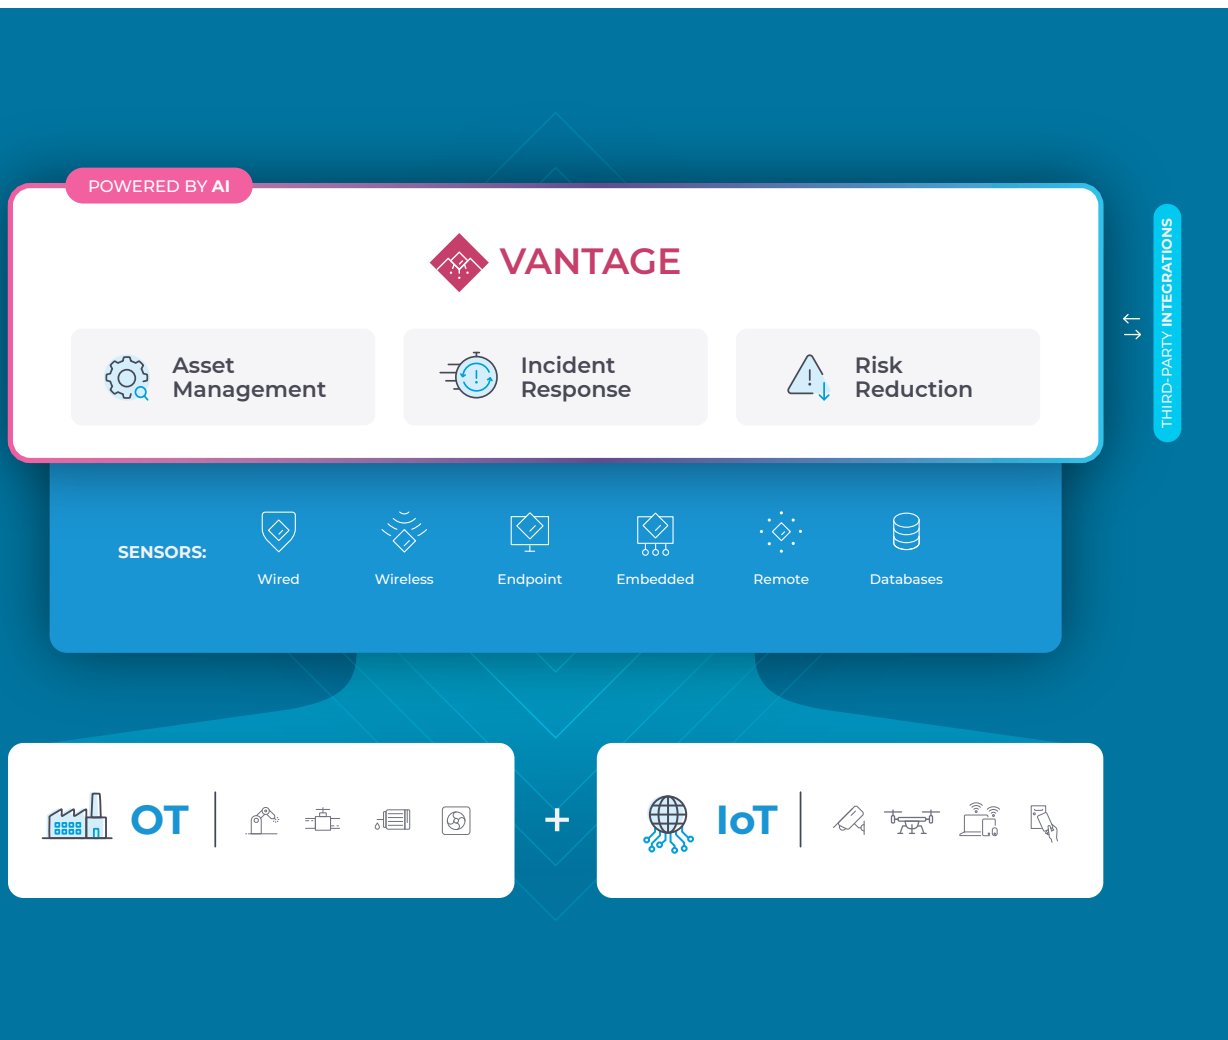 POWERED BY AI
VANTAGE
Asset
Management
Incident
Response
Risk
Reduction
THIRD-PARTY INTEGRATIONS
SENSORS:
Wired
Wireless
Endpoint
Embedded
Remote
Databases
OT
+
IoT